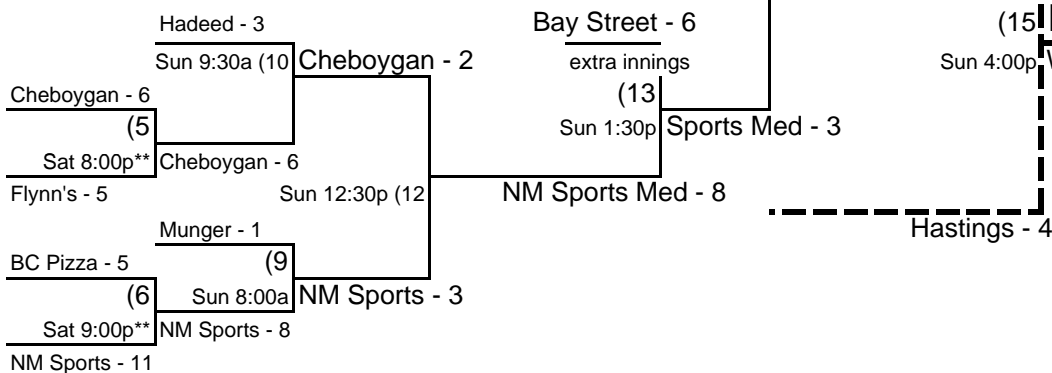 Hadeed - 3
Bay Street - 6
(15
Sun 9:30a (10
Cheboygan - 2
extra innings
Sun 4:00p
Cheboygan - 6
(13
(5
Sun 1:30p
Sports Med - 3
Sat 8:00p**
Cheboygan - 6
Flynn's - 5
Sun 12:30p (12
NM Sports Med - 8
Munger - 1
Hastings - 4
BC Pizza - 5
(9
(6
Sun 8:00a
NM Sports - 3
Sat 9:00p**
NM Sports - 8
NM Sports - 11